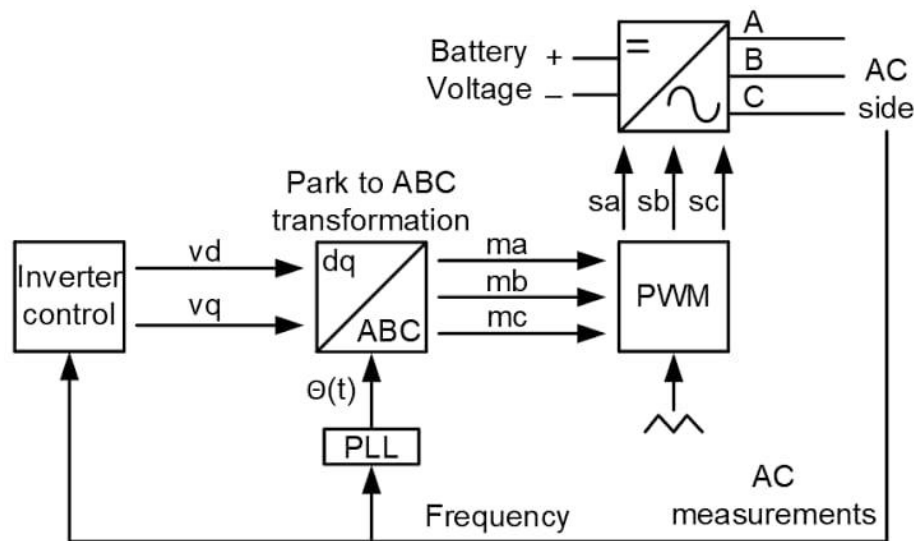 Battery
Voltage
+
–
A
B
C
AC
side
Park to ABC
transformation
sa sb sc
Inverter
control
vd
vq
dq
ABC
ma
mb
mc
PWM
Θ(t)
PLL
Frequency
AC
measurements